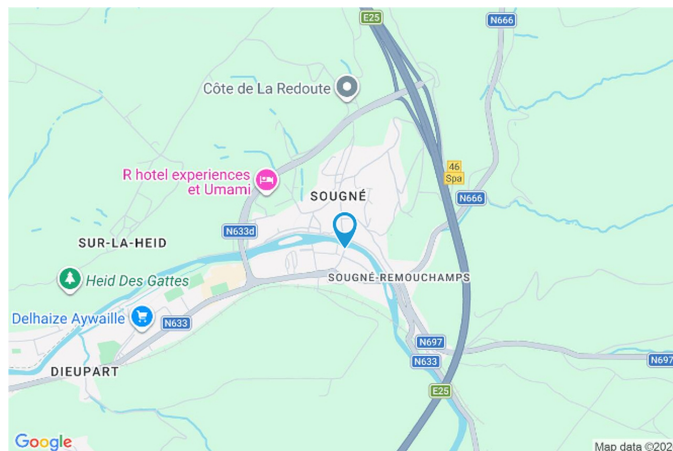 E25
N666
Côte de La Redoute
46
Spa
R hotel experiences
et Umami
N666
SOUGNÉ
N633d
SUR-LA-HEID
Heid Des Gattes
SOUGNÉ-REMOUCHAMPS
Delhaize Aywaille
N633
N697
N697
N633
DIEUPART
E25
Google
Map data ©202